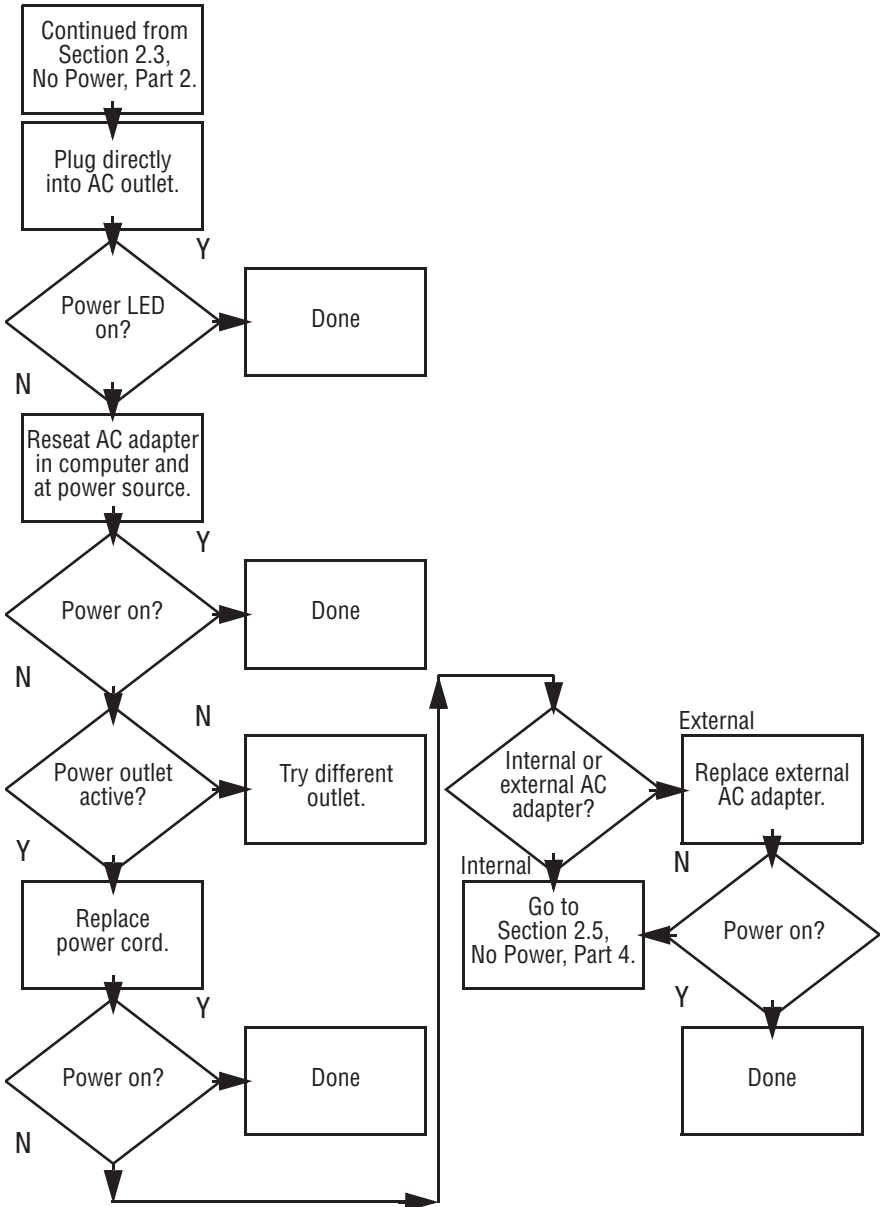 Continued from
Section 2.3,
No Power, Part 2.
Plug directly
into AC outlet.
Y
Power LED
on?
Done
N
Reseat AC adapter
in computer and
at power source.
Y
Power on?
Done
N
N
Power outlet
active?
Try different
outlet.
Y
Replace
power cord.
Y
Power on?
Done
N
Internal or
external AC
adapter?
External
Replace external
AC adapter.
Internal
Go to
Section 2.5,
No Power, Part 4.
N
Power on?
Y
Done